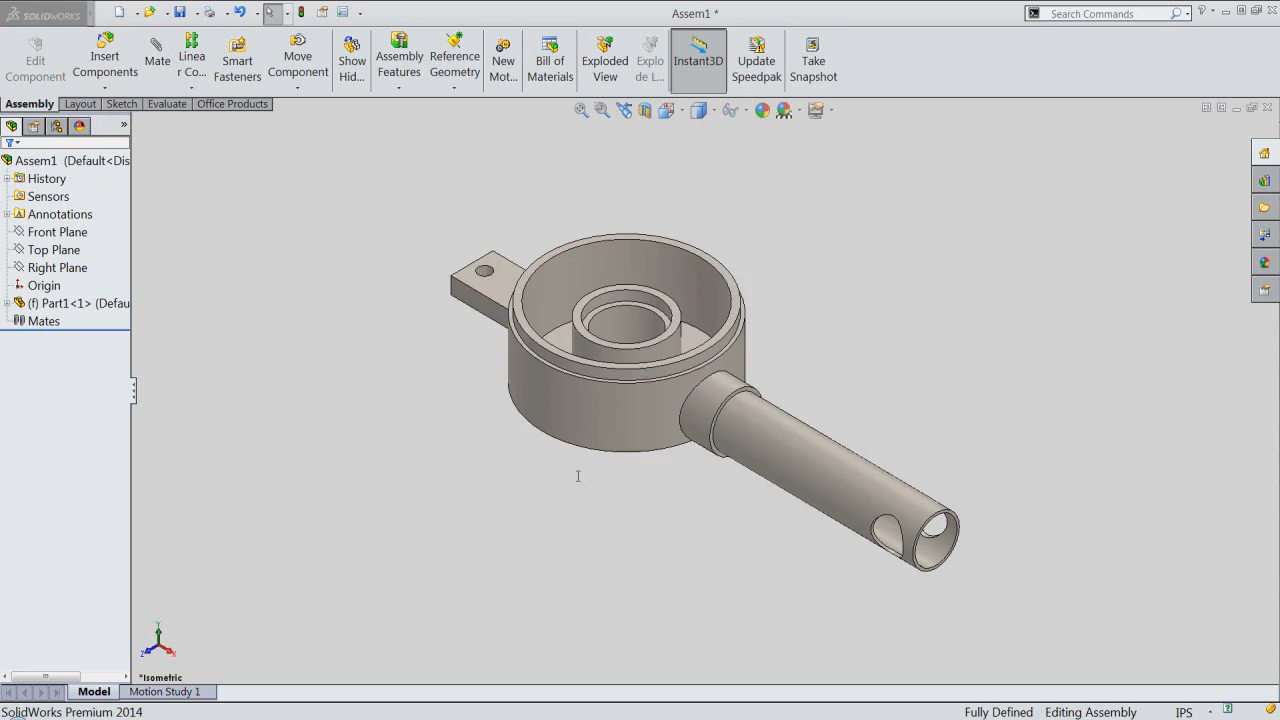 SOLIDWORKS
Assem1 *
Search Commands
Edit Component
Insert Components
Mate
Linea r Co...
Smart Fasteners
Move Component
Show Hid...
Assembly Features
Reference Geometry
New Mot...
Bill of Materials
Exploded View
Explo de L...
Instant3D
Update Speedpak
Take Snapshot
Assembly
Layout
Sketch
Evaluate
Office Products
»
Assem1 (Default<Dis
History
Sensors
A Annotations
Front Plane
Top Plane
Right Plane
Origin
(f) Part1<1> (Defau
Mates
Y
Z X
*Isometric
Model
Motion Study 1
SolidWorks Premium 2014
Fully Defined
Editing Assembly
IPS